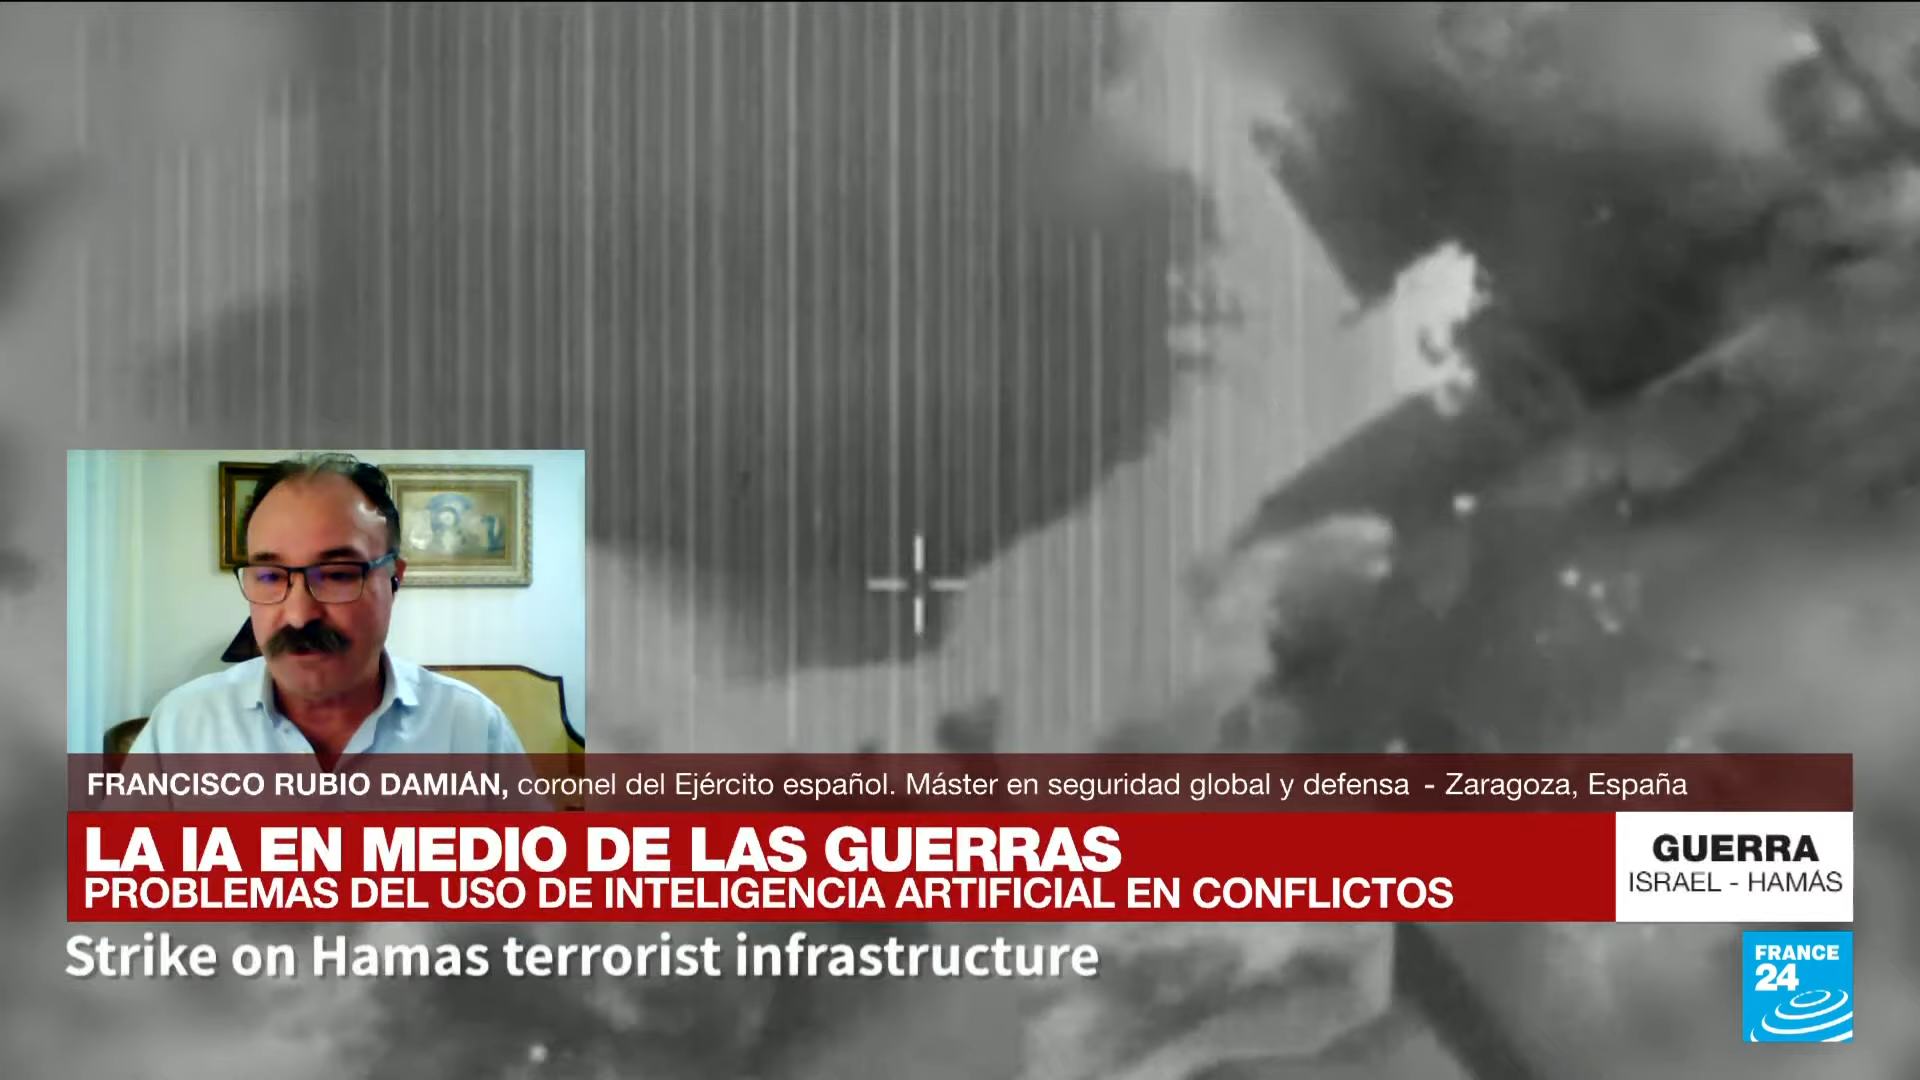 FRANCISCO RUBIO DAMIÁN, coronel del Ejército español. Máster en seguridad global y defensa - Zaragoza, España
LA IA EN MEDIO DE LAS GUERRAS
PROBLEMAS DEL USO DE INTELIGENCIA ARTIFICIAL EN CONFLICTOS
GUERRA
ISRAEL - HAMÁS
Strike on Hamas terrorist infrastructure
FRANCE
24